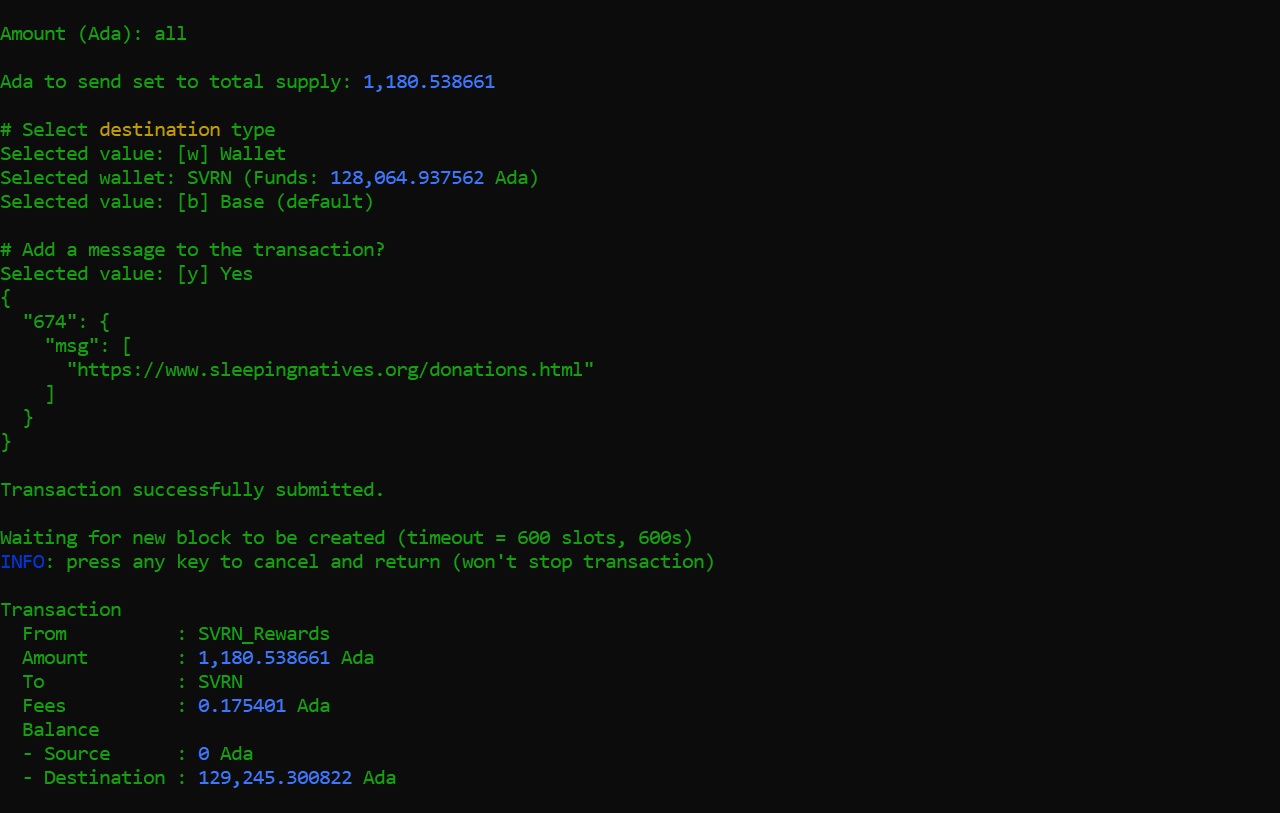 Amount (Ada): all
Ada to send set to total supply: 1,180.538661
# Select destination type
Selected value: [w] Wallet
Selected wallet: SVRN (Funds: 128,064.937562 Ada)
Selected value: [b] Base (default)
# Add a message to the transaction?
Selected value: [y] Yes
{
  "674": {
    "msg": [
      "https://www.sleepingnatives.org/donations.html"
    ]
  }
}
Transaction successfully submitted.
Waiting for new block to be created (timeout = 600 slots, 600s)
INFO: press any key to cancel and return (won't stop transaction)
Transaction
  From          : SVRN_Rewards
  Amount        : 1,180.538661 Ada
  To            : SVRN
  Fees          : 0.175401 Ada
  Balance
  - Source      : 0 Ada
  - Destination : 129,245.300822 Ada